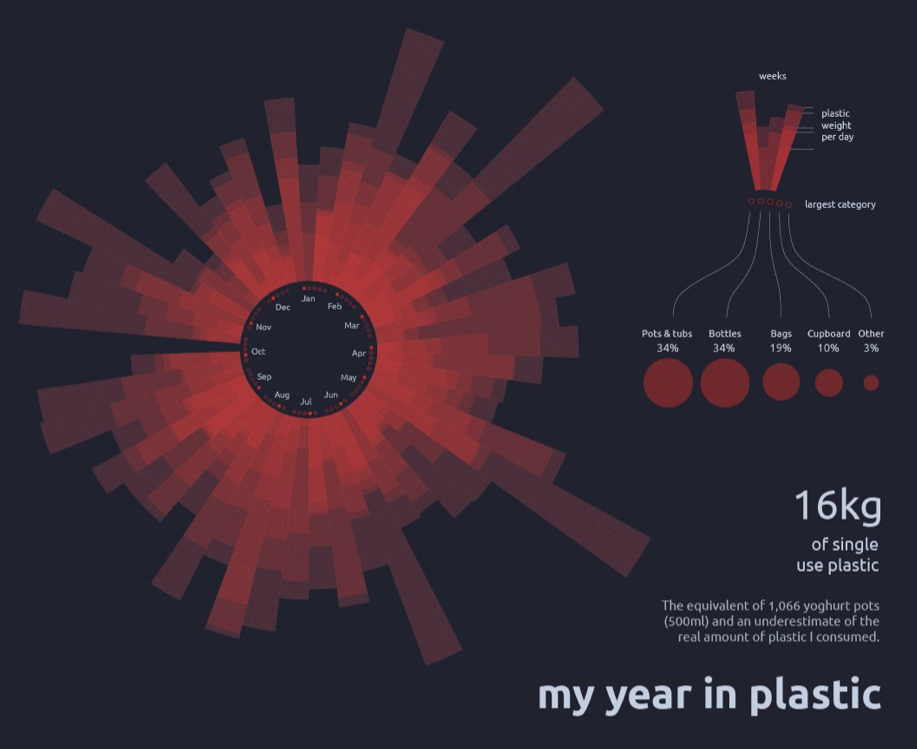 weeks
plastic
weight
per day
largest category
Pots & tubs
34%
Bottles
34%
Bags
19%
Cupboard
10%
Other
3%
Jan
Feb
Mar
Apr
May
Jun
Jul
Aug
Sep
Oct
Nov
Dec
16kg
of single
use plastic
The equivalent of 1,066 yoghurt pots
(500ml) and an underestimate of the
real amount of plastic I consumed.
my year in plastic